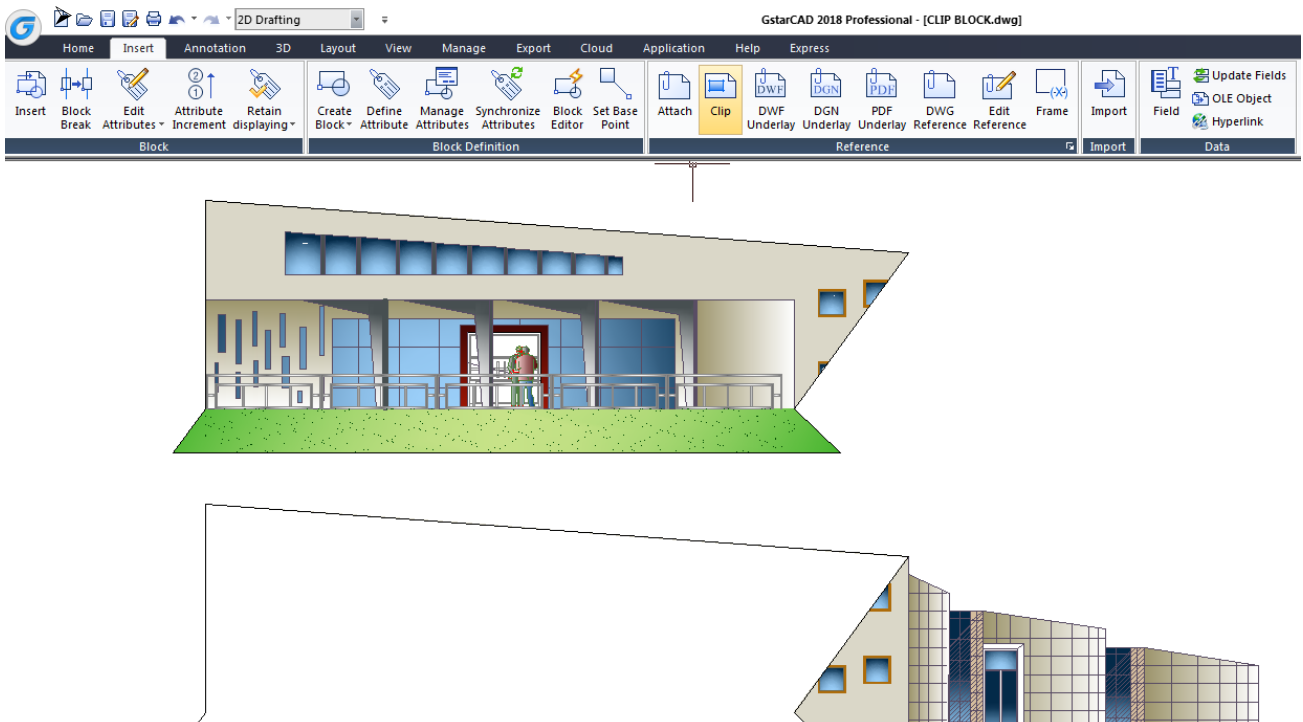 2D Drafting
GstarCAD 2018 Professional - [CLIP BLOCK.dwg]
Home Insert Annotation 3D Layout View Manage Export Cloud Application Help Express
Insert
Block Break
Edit Attributes
Attribute Increment
Retain displaying
Block
Create Block
Define Attribute
Manage Attributes
Synchronize Attributes
Block Editor
Set Base Point
Block Definition
Attach
Clip
DWF
DWF Underlay
DGN
DGN Underlay
PDF
PDF Underlay
DWG Reference
Edit Reference
(-X)
Frame
Reference
Import
Import
Field
Update Fields
OLE Object
Hyperlink
Data